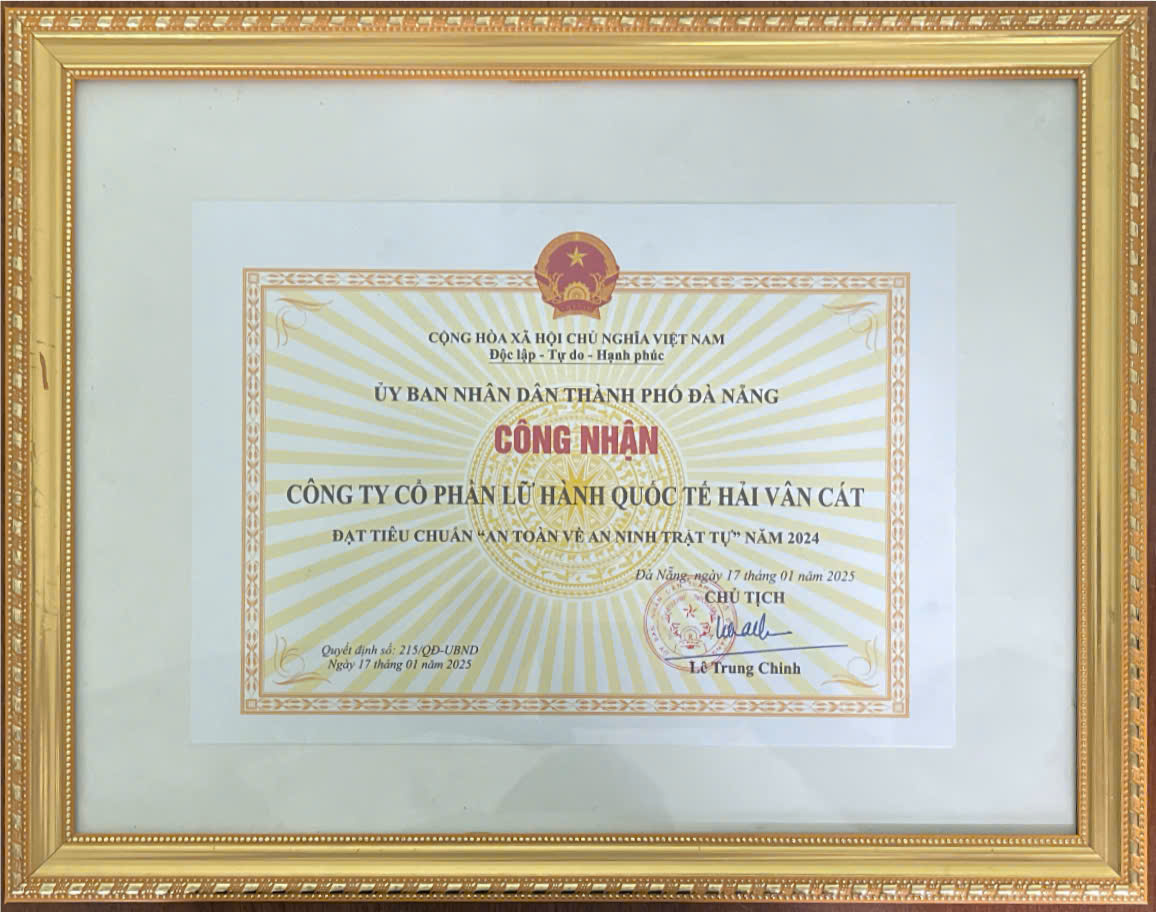 CỘNG HÒA XÃ HỘI CHỦ NGHĨA VIỆT NAM
Độc lập - Tự do - Hạnh phúc
ỦY BAN NHÂN DÂN THÀNH PHỐ ĐÀ NẴNG
CÔNG NHẬN
CÔNG TY CỔ PHẦN LỮ HÀNH QUỐC TẾ HẢI VÂN CÁT
ĐẠT TIÊU CHUẨN “AN TOÀN VỀ AN NINH TRẬT TỰ” NĂM 2024
Đà Nẵng, ngày 17 tháng 01 năm 2025
CHỦ TỊCH
Quyết định số: 215/QĐ-UBND
Ngày 17 tháng 01 năm 2025
Lê Trung Chinh